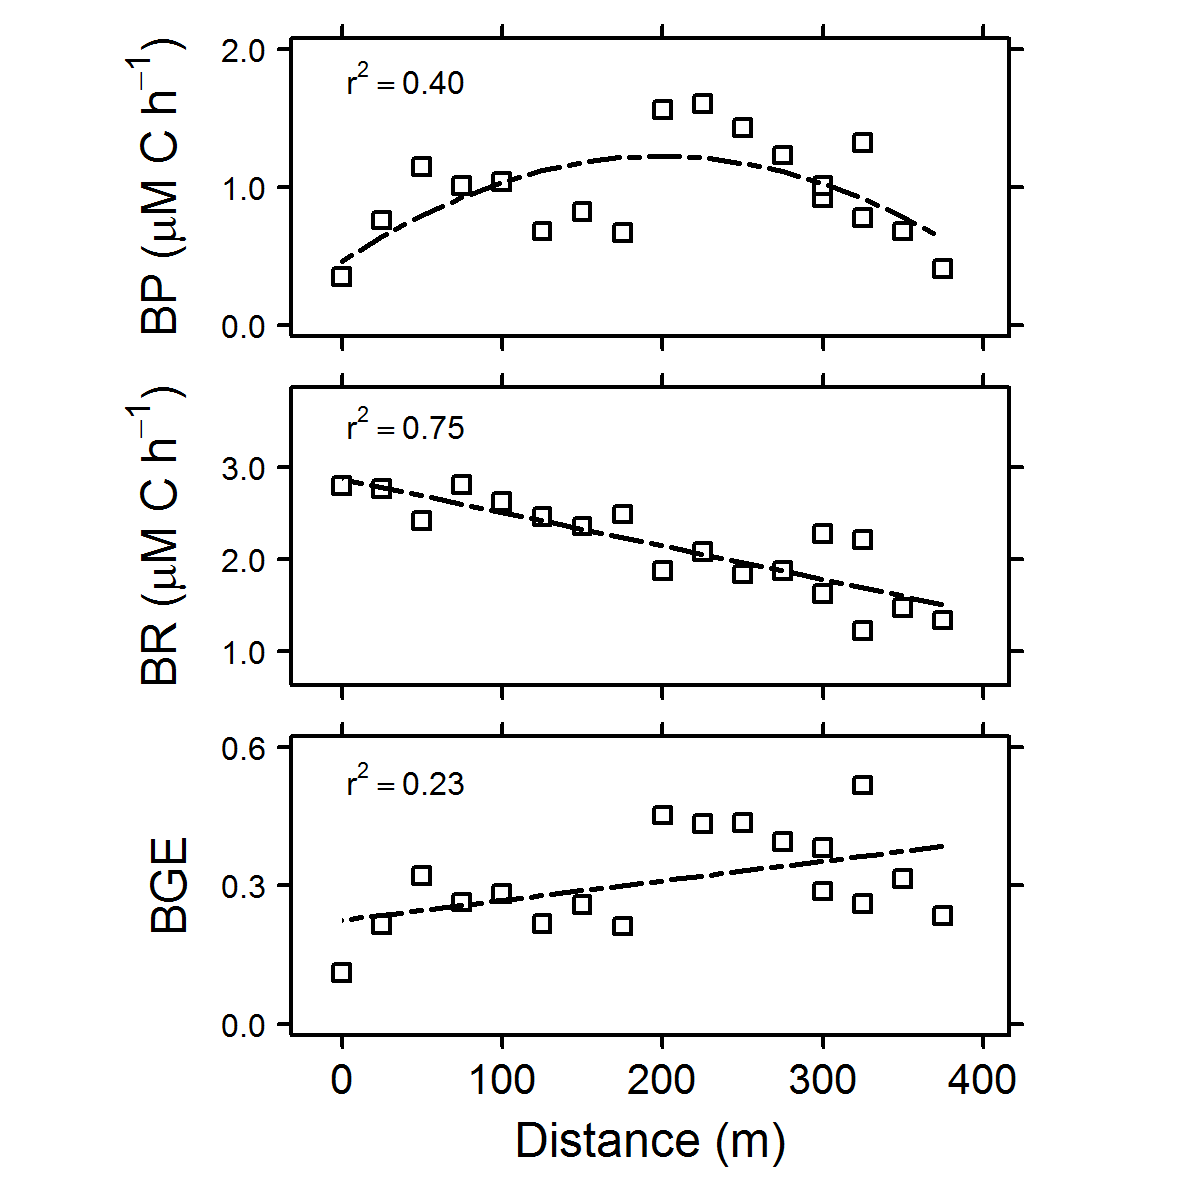 BP (μM C h⁻¹)
2.0
1.0
0.0
r² = 0.40
BR (μM C h⁻¹)
3.0
2.0
1.0
r² = 0.75
BGE
0.6
0.3
0.0
r² = 0.23
0 100 200 300 400
Distance (m)